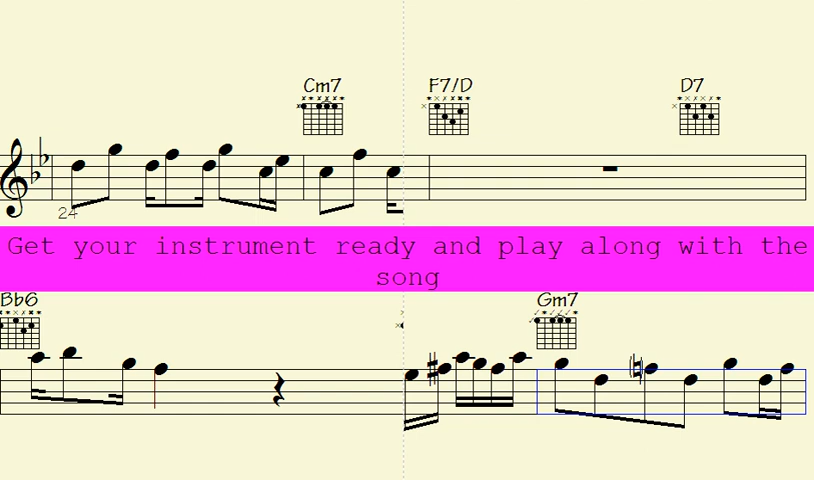 Cm7 F7/D D7
24
Get your instrument ready and play along with the
song
Bb6 Gm7